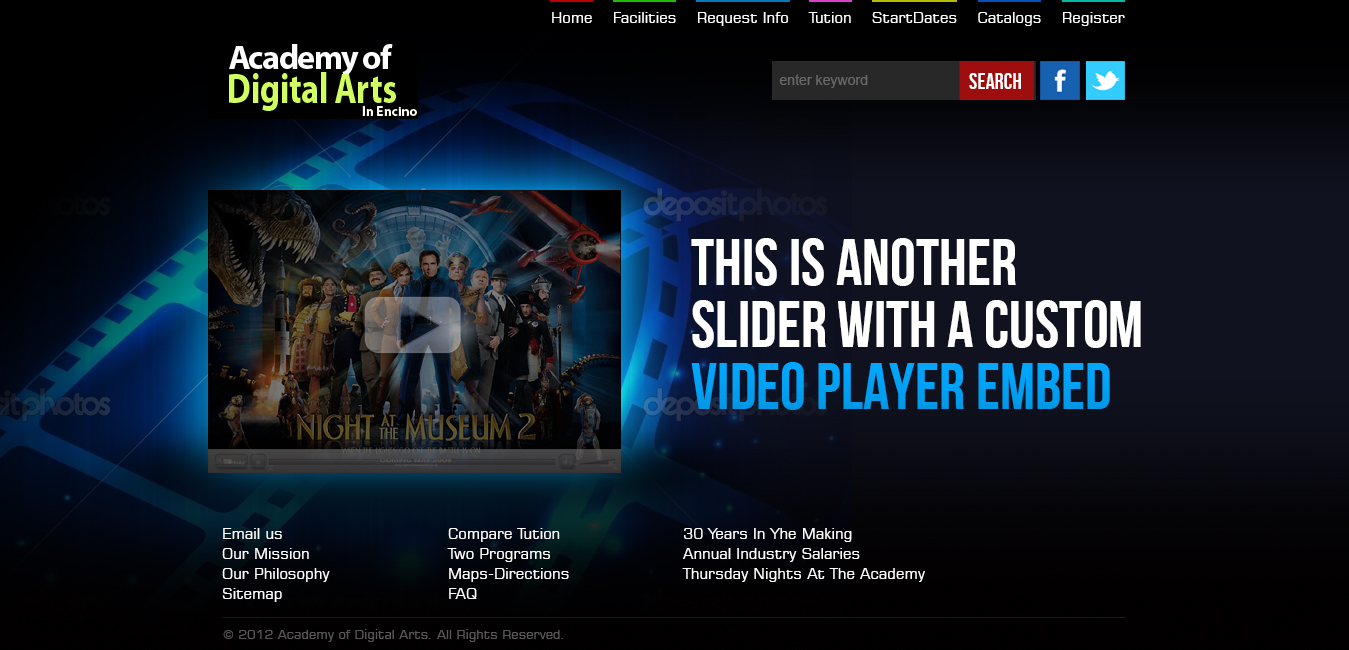 Home Facilities Request Info Tution StartDates Catalogs Register
Academy of
Digital Arts
In Encino
enter keyword SEARCH
depositphotos
THIS IS ANOTHER
SLIDER WITH A CUSTOM
VIDEO PLAYER EMBED
NIGHT AT THE MUSEUM 2
sitphotos
depositphotos
Email us
Our Mission
Our Philosophy
Sitemap
Compare Tution
Two Programs
Maps-Directions
FAQ
30 Years In Yhe Making
Annual Industry Salaries
Thursday Nights At The Academy
© 2012 Academy of Digital Arts. All Rights Reserved.